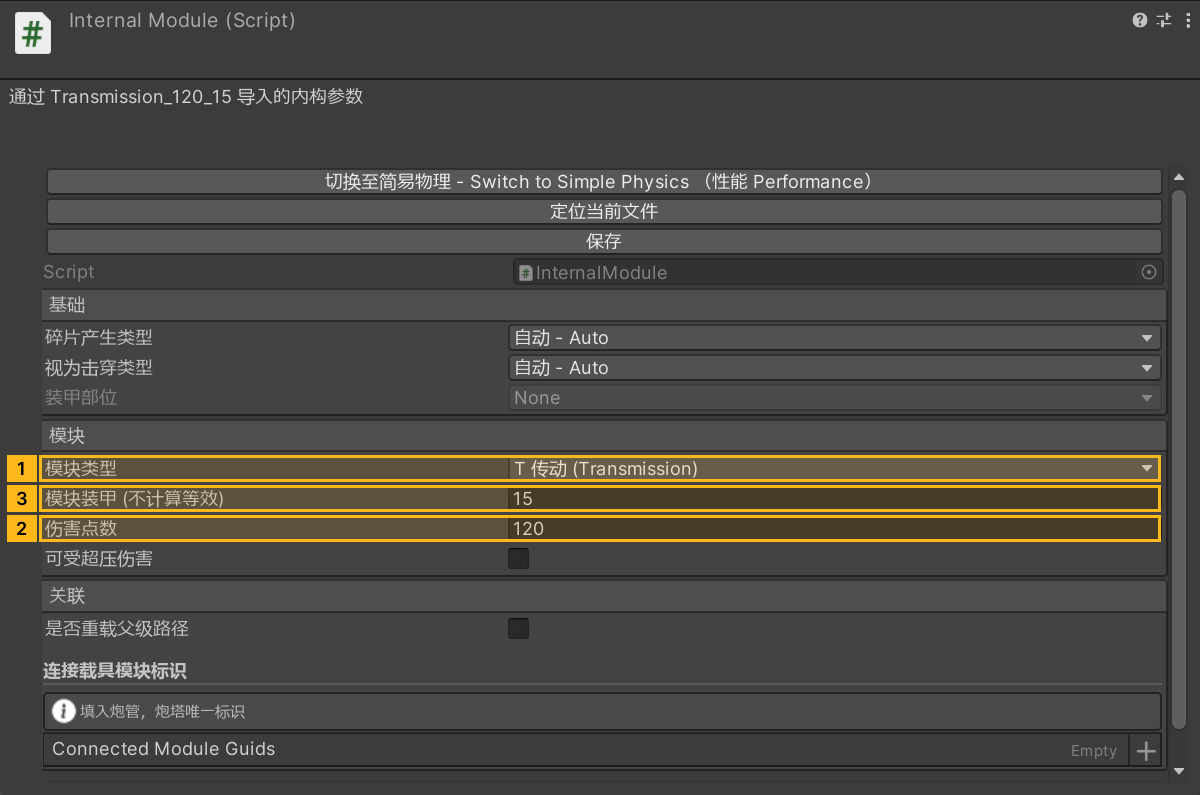 Internal Module (Script)
通过 Transmission_120_15 导入的内构参数
切换至简易物理 - Switch to Simple Physics （性能 Performance）
定位当前文件
保存
Script # InternalModule
基础
碎片产生类型 自动 - Auto
视为击穿类型 自动 - Auto
装甲部位 None
模块
1 模块类型 T 传动 (Transmission)
3 模块装甲 (不计算等效) 15
2 伤害点数 120
可受超压伤害
关联
是否重载父级路径
连接载具模块标识
填入炮管，炮塔唯一标识
Connected Module Guids Empty